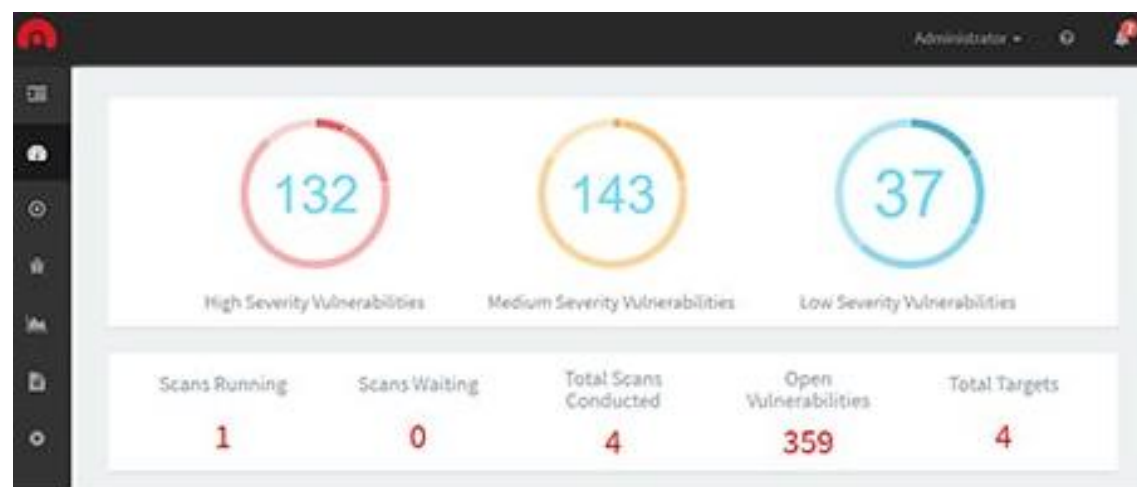 Administrator
132
143
37
High Severity Vulnerabilities
Medium Severity Vulnerabilities
Low Severity Vulnerabilities
Scans Running
Scans Waiting
Total Scans
Conducted
Open
Vulnerabilities
Total Targets
1
0
4
359
4